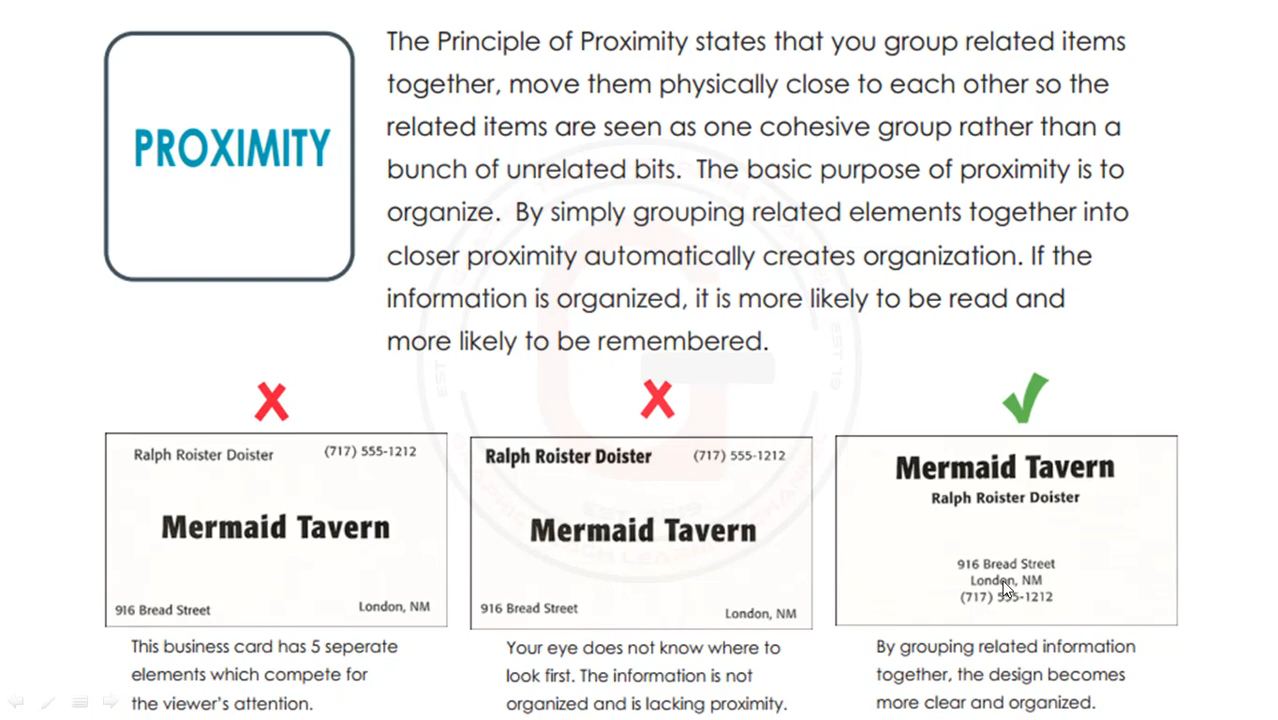 PROXIMITY
The Principle of Proximity states that you group related items
together, move them physically close to each other so the
related items are seen as one cohesive group rather than a
bunch of unrelated bits. The basic purpose of proximity is to
organize. By simply grouping related elements together into
closer proximity automatically creates organization. If the
information is organized, it is more likely to be read and
more likely to be remembered.
Ralph Roister Doister
(717) 555-1212
Mermaid Tavern
916 Bread Street
London, NM
This business card has 5 seperate
elements which compete for
the viewer's attention.
Ralph Roister Doister
(717) 555-1212
Mermaid Tavern
916 Bread Street
London, NM
Your eye does not know where to
look first. The information is not
organized and is lacking proximity.
Mermaid Tavern
Ralph Roister Doister
916 Bread Street
London, NM
(717) 555-1212
By grouping related information
together, the design becomes
more clear and organized.